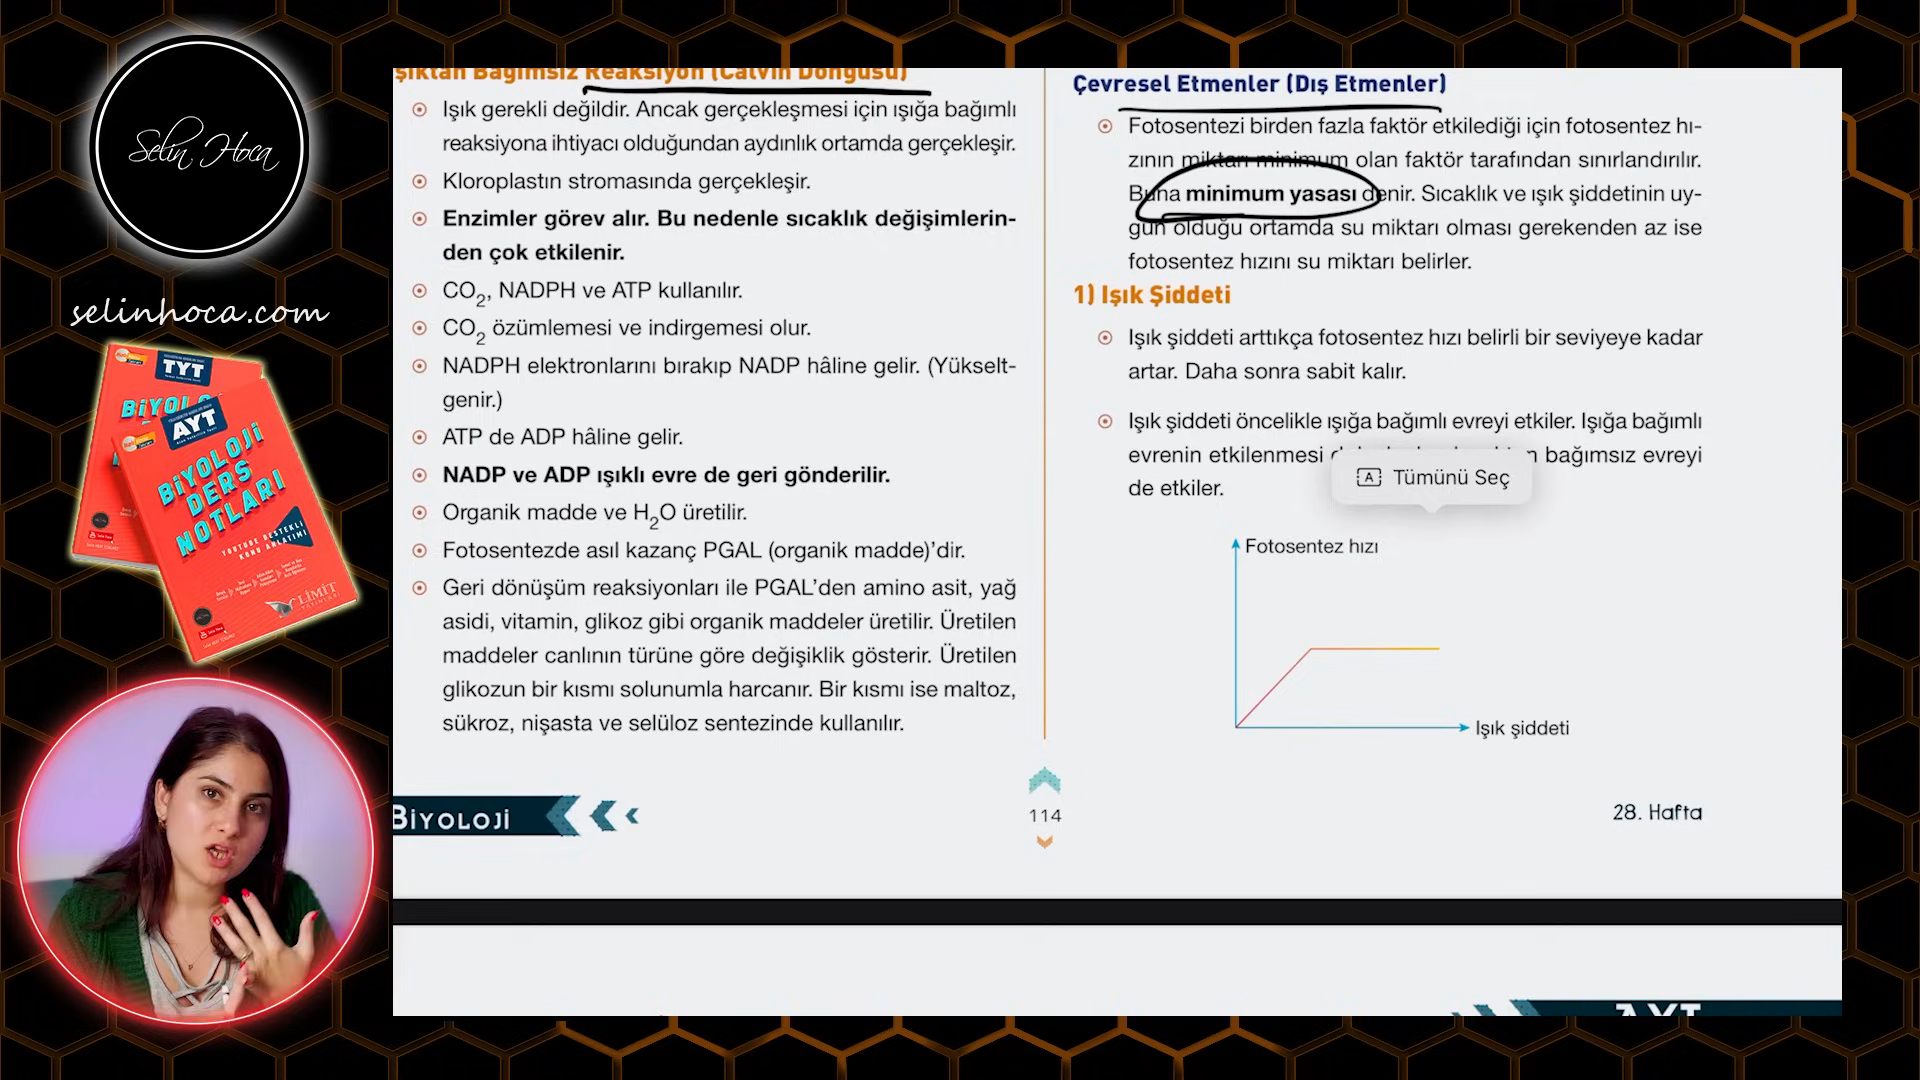 Selin Hoca
selinhoca.com
TYT
BİYOLO
AYT
BİYOLOJİ
DERS
NOTLARI
YOUTUBE DESTEKLİ
KONU ANLATIMI
LİMİT
YAYINLARI
şıktan Bağımsız Reaksiyon (Calvin Döngüsü)
Işık gerekli değildir. Ancak gerçekleşmesi için ışığa bağımlı
reaksiyona ihtiyacı olduğundan aydınlık ortamda gerçekleşir.
Kloroplastın stromasında gerçekleşir.
Enzimler görev alır. Bu nedenle sıcaklık değişimlerin-
den çok etkilenir.
CO2, NADPH ve ATP kullanılır.
CO2 özümlemesi ve indirgemesi olur.
NADPH elektronlarını bırakıp NADP hâline gelir. (Yükselt-
genir.)
ATP de ADP hâline gelir.
NADP ve ADP ışıklı evre de geri gönderilir.
Organik madde ve H2O üretilir.
Fotosentezde asıl kazanç PGAL (organik madde)’dir.
Geri dönüşüm reaksiyonları ile PGAL’den amino asit, yağ
asidi, vitamin, glikoz gibi organik maddeler üretilir. Üretilen
maddeler canlının türüne göre değişiklik gösterir. Üretilen
glikozun bir kısmı solunumla harcanır. Bir kısmı ise maltoz,
sükroz, nişasta ve selüloz sentezinde kullanılır.
Çevresel Etmenler (Dış Etmenler)
Fotosentezi birden fazla faktör etkilediği için fotosentez hı-
zının miktarı minimum olan faktör tarafından sınırlandırılır.
Buna minimum yasası denir. Sıcaklık ve ışık şiddetinin uy-
gun olduğu ortamda su miktarı olması gerekenden az ise
fotosentez hızını su miktarı belirler.
1) Işık Şiddeti
Işık şiddeti arttıkça fotosentez hızı belirli bir seviyeye kadar
artar. Daha sonra sabit kalır.
Işık şiddeti öncelikle ışığa bağımlı evreyi etkiler. Işığa bağımlı
evrenin etkilenmesi bağımsız evreyi
de etkiler.
Tümünü Seç
Fotosentez hızı
Işık şiddeti
BİYOLOJİ
114
28. Hafta
AYT